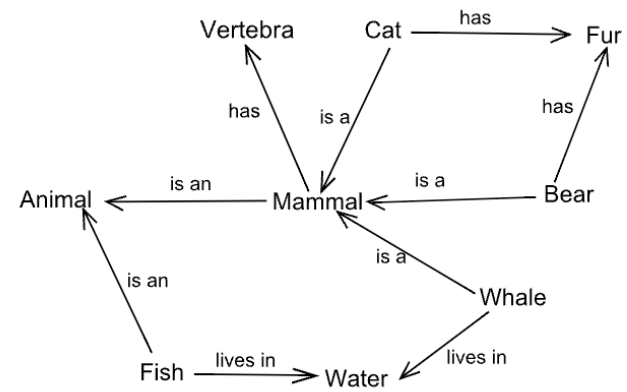 Vertebra
Cat
has
Fur
has
is a
has
Animal
is an
Mammal
is a
Bear
is a
is an
Whale
Fish
lives in
Water
lives in